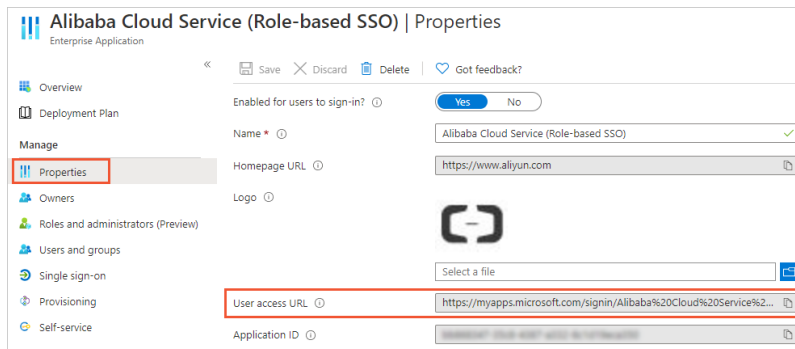 Alibaba Cloud Service (Role-based SSO) | Properties
Enterprise Application
«
Save Discard Delete Got feedback?
Overview
Deployment Plan
Manage
Properties
Owners
Roles and administrators (Preview)
Users and groups
Single sign-on
Provisioning
Self-service
Enabled for users to sign-in? Yes No
Name * Alibaba Cloud Service (Role-based SSO)
Homepage URL https://www.aliyun.com
Logo
Select a file
User access URL https://myapps.microsoft.com/signin/Alibaba%20Cloud%20Service%2...
Application ID